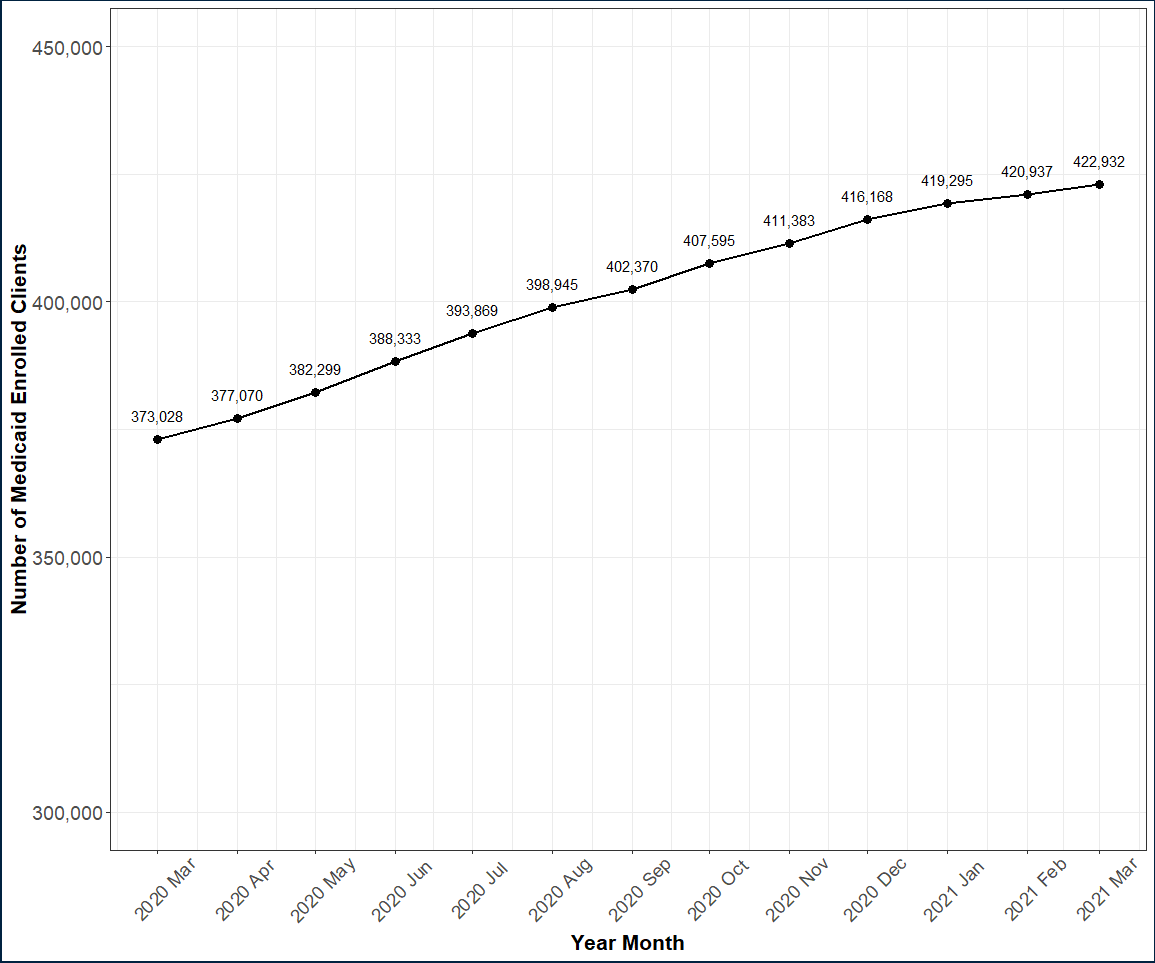 Number of Medicaid Enrolled Clients
450,000
400,000
350,000
300,000
373,028
377,070
382,299
388,333
393,869
398,945
402,370
407,595
411,383
416,168
419,295
420,937
422,932
2020 Mar
2020 Apr
2020 May
2020 Jun
2020 Jul
2020 Aug
2020 Sep
2020 Oct
2020 Nov
2020 Dec
2021 Jan
2021 Feb
2021 Mar
Year Month